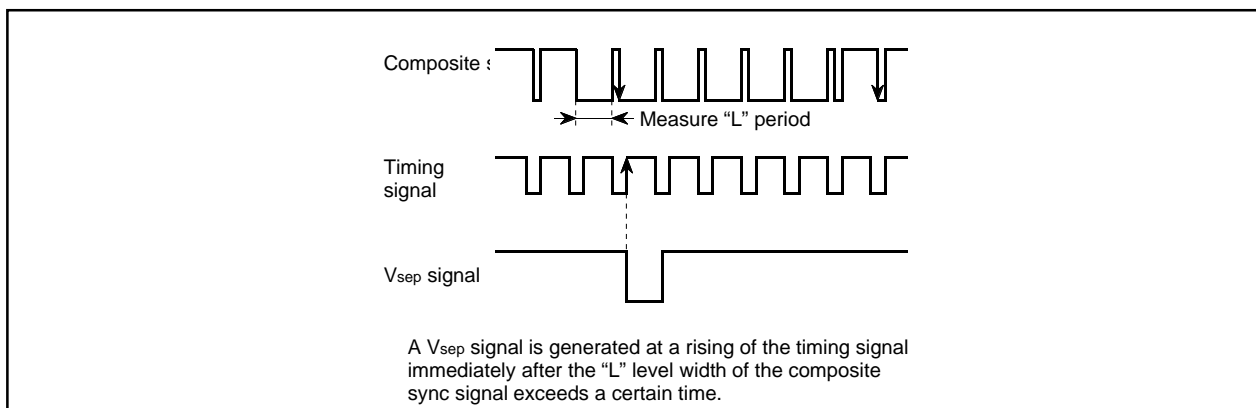 Composite s
Measure “L” period
Timing
signal
Vsep signal
A Vsep signal is generated at a rising of the timing signal
immediately after the “L” level width of the composite
sync signal exceeds a certain time.